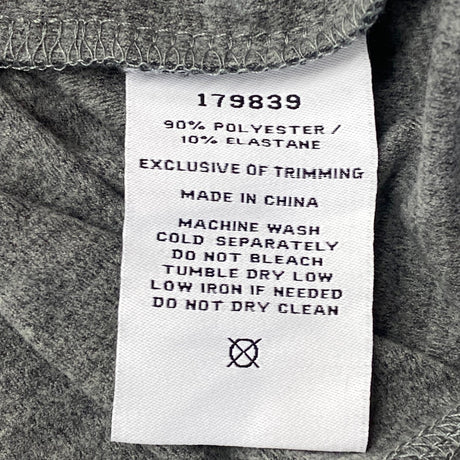 179839
90% POLYESTER /
10% ELASTANE
EXCLUSIVE OF TRIMMING
MADE IN CHINA
MACHINE WASH
COLD SEPARATELY
DO NOT BLEACH
TUMBLE DRY LOW
LOW IRON IF NEEDED
DO NOT DRY CLEAN